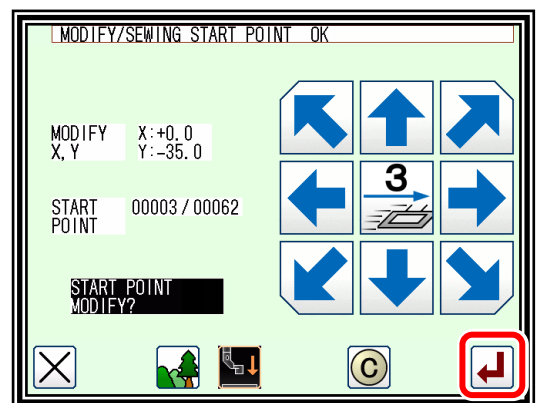 MODIFY/SEWING START POINT OK
MODIFY X:+0.0
X,Y Y:-35.0
3
START 00003/00062
POINT
START POINT
MODIFY?
C